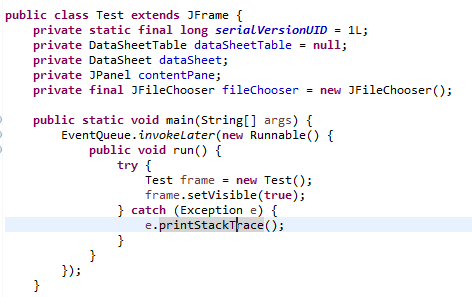 public class Test extends JFrame {
    private static final long serialVersionUID = 1L;
    private DataSheetTable dataSheetTable = null;
    private DataSheet dataSheet;
    private JPanel contentPane;
    private final JFileChooser fileChooser = new JFileChooser();

    public static void main(String[] args) {
        EventQueue.invokeLater(new Runnable() {
            public void run() {
                try {
                    Test frame = new Test();
                    frame.setVisible(true);
                } catch (Exception e) {
                    e.printStackTrace();
                }
            }
        });
    }